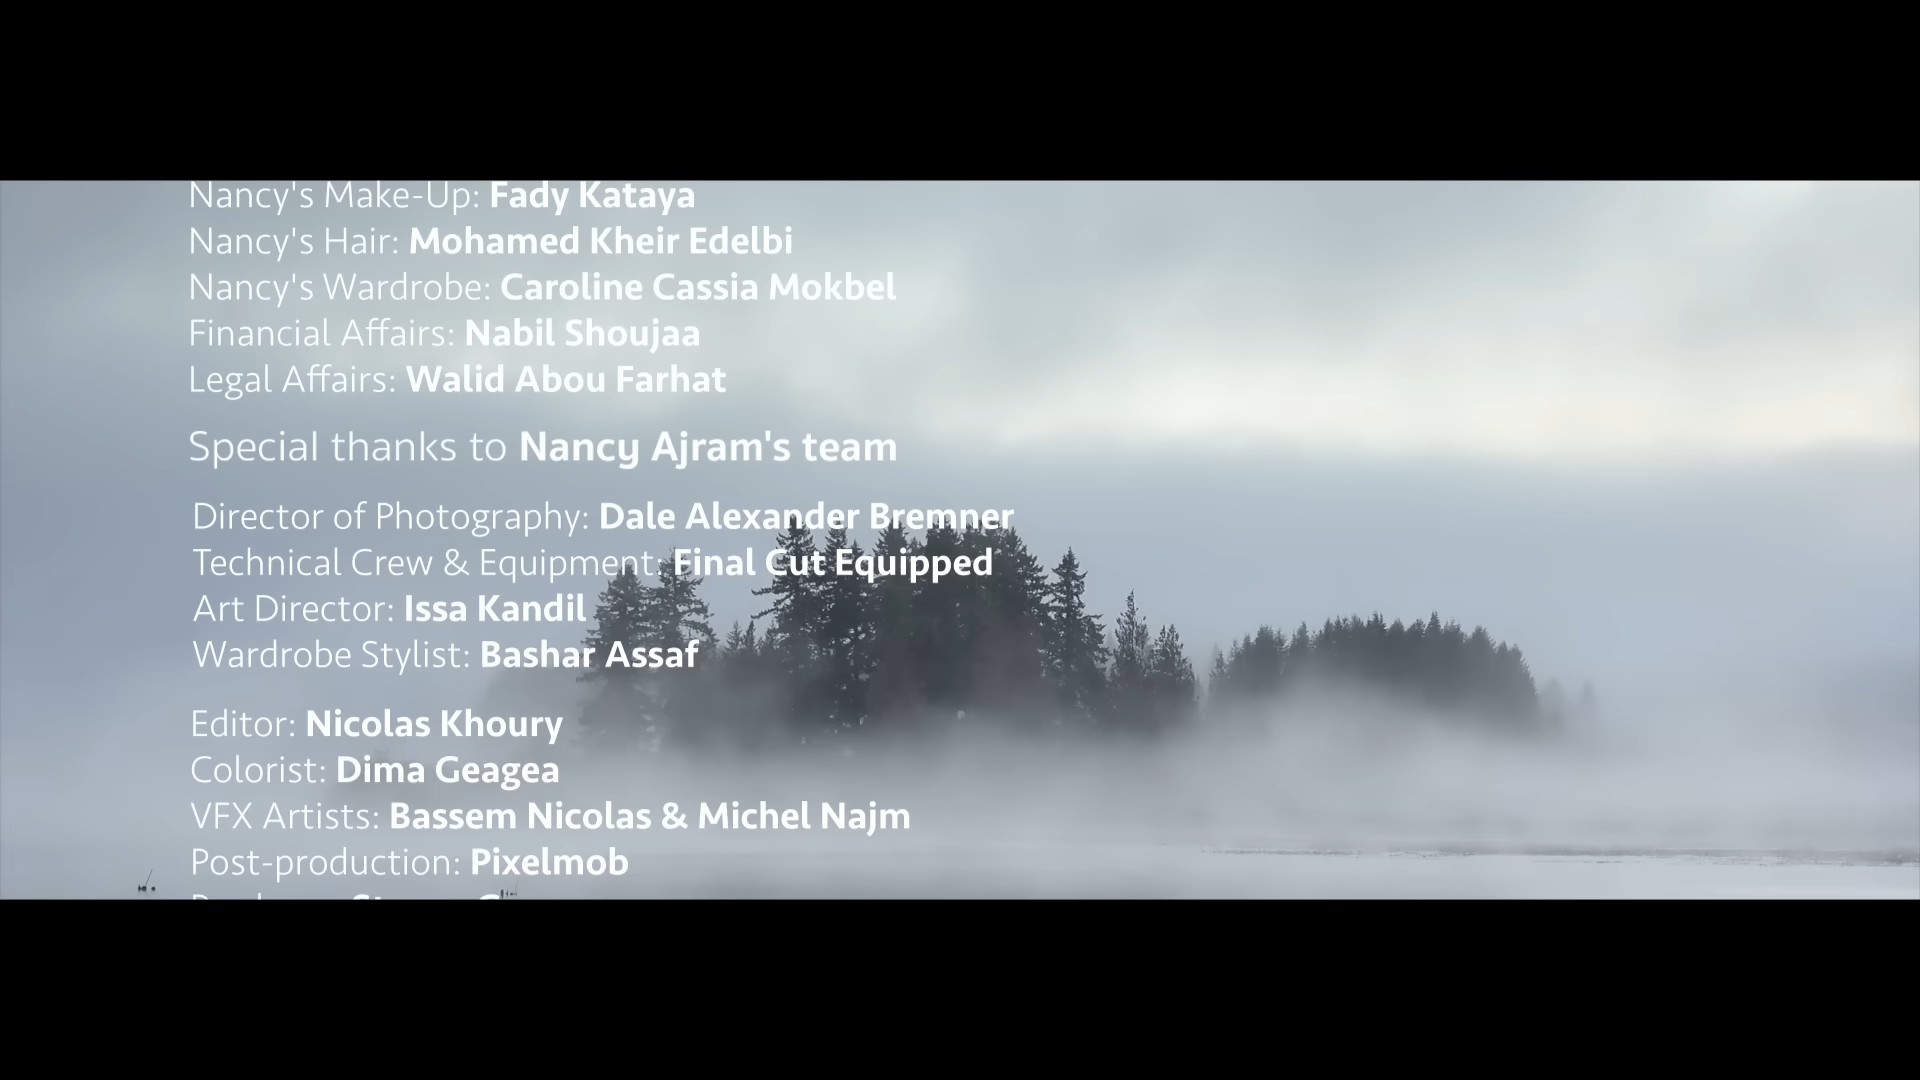 Nancy's Make-Up: Fady Kataya
Nancy's Hair: Mohamed Kheir Edelbi
Nancy's Wardrobe: Caroline Cassia Mokbel
Financial Affairs: Nabil Shoujaa
Legal Affairs: Walid Abou Farhat
Special thanks to Nancy Ajram's team
Director of Photography: Dale Alexander Bremner
Technical Crew & Equipment: Final Cut Equipped
Art Director: Issa Kandil
Wardrobe Stylist: Bashar Assaf
Editor: Nicolas Khoury
Colorist: Dima Geagea
VFX Artists: Bassem Nicolas & Michel Najm
Post-production: Pixelmob